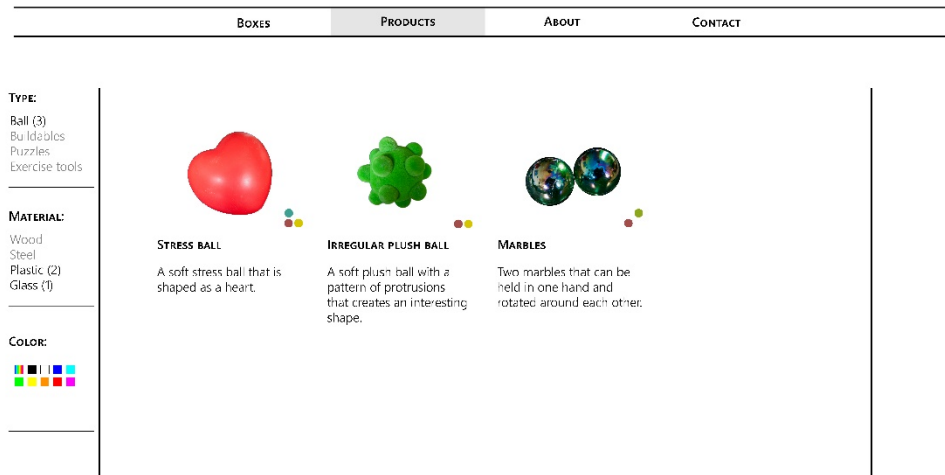 Boxes
Products
About
Contact
Type:
Ball (3)
Buildables
Puzzles
Exercise tools
Material:
Wood
Steel
Plastic (2)
Glass (1)
Color:
Stress ball
A soft stress ball that is
shaped as a heart.
Irregular plush ball
A soft plush ball with a
pattern of protrusions
that creates an interesting
shape.
Marbles
Two marbles that can be
held in one hand and
rotated around each other.